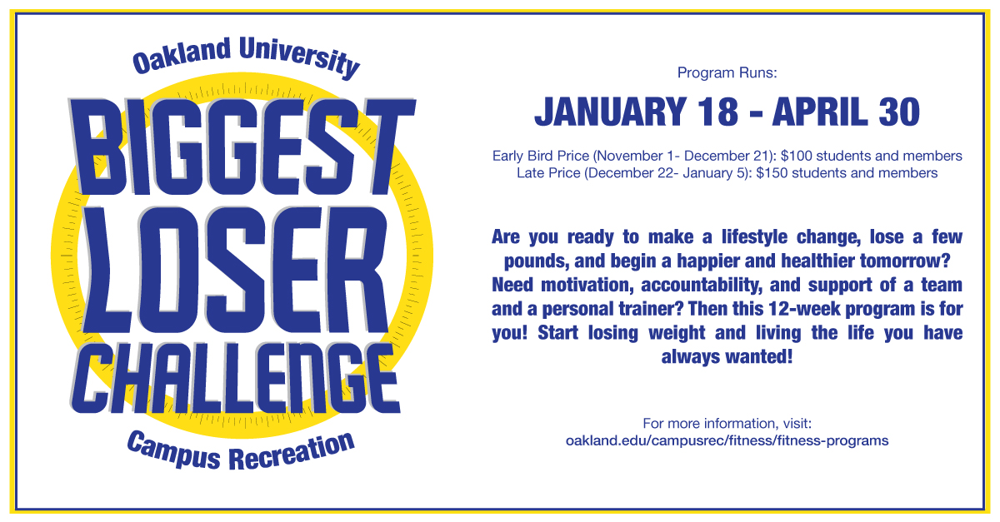 Oakland University
BIGGEST
LOSER
CHALLENGE
Campus Recreation
Program Runs:
JANUARY 18 - APRIL 30
Early Bird Price (November 1- December 21): $100 students and members
Late Price (December 22- January 5): $150 students and members
Are you ready to make a lifestyle change, lose a few
pounds, and begin a happier and healthier tomorrow?
Need motivation, accountability, and support of a team
and a personal trainer? Then this 12-week program is for
you! Start losing weight and living the life you have
always wanted!
For more information, visit:
oakland.edu/campusrec/fitness/fitness-programs